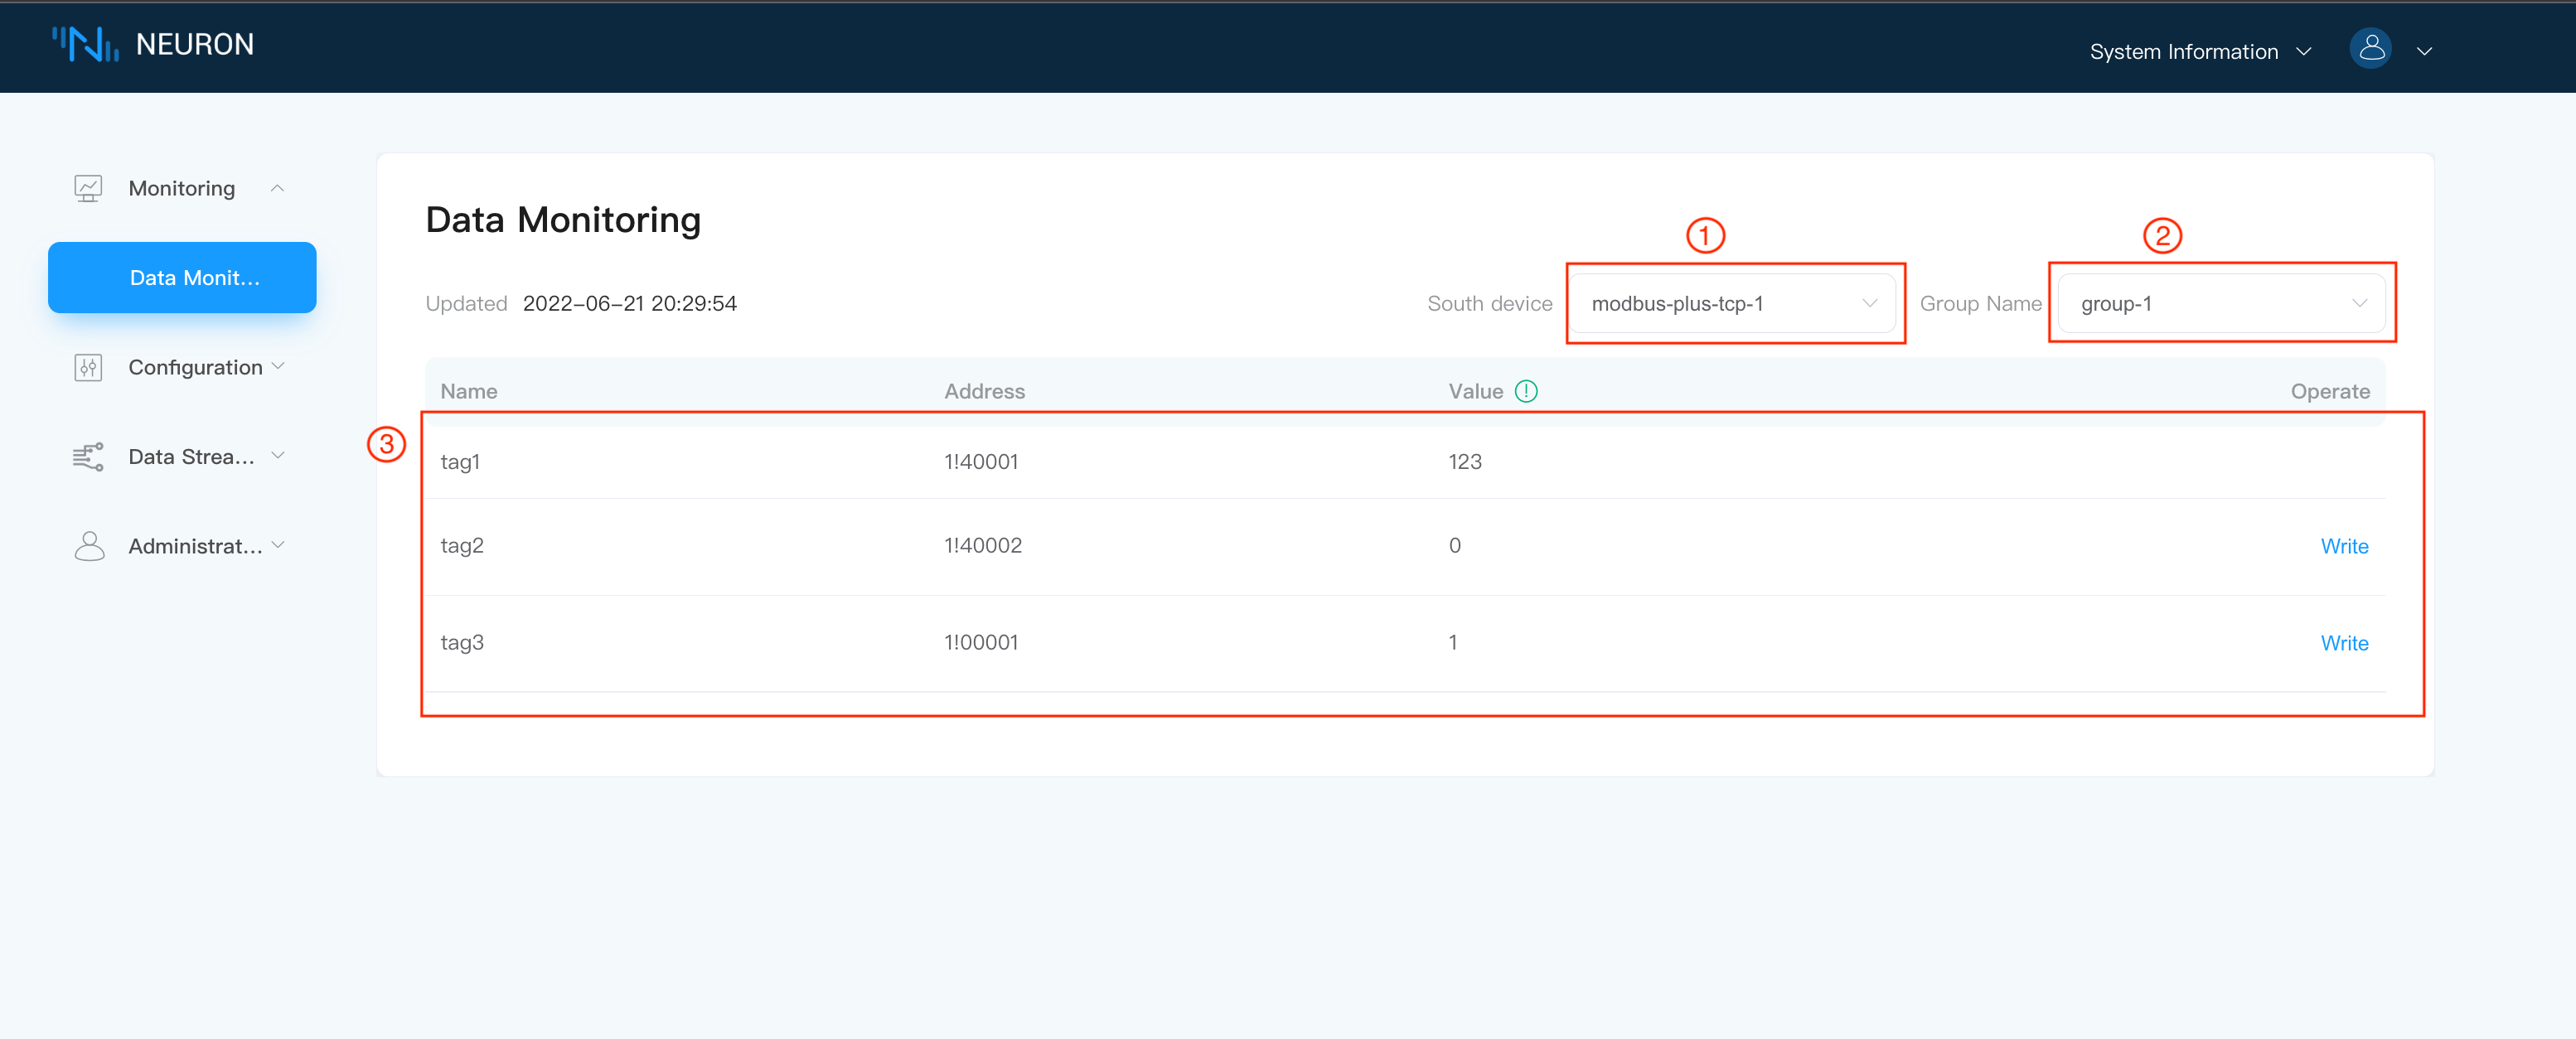 NEURON
System Information
Monitoring
Data Monit...
Configuration
Data Strea...
Administrat...
Data Monitoring
① ②
Updated 2022-06-21 20:29:54 South device modbus-plus-tcp-1 Group Name group-1
Name Address Value Operate
③
tag1 1!40001 123
tag2 1!40002 0 Write
tag3 1!00001 1 Write